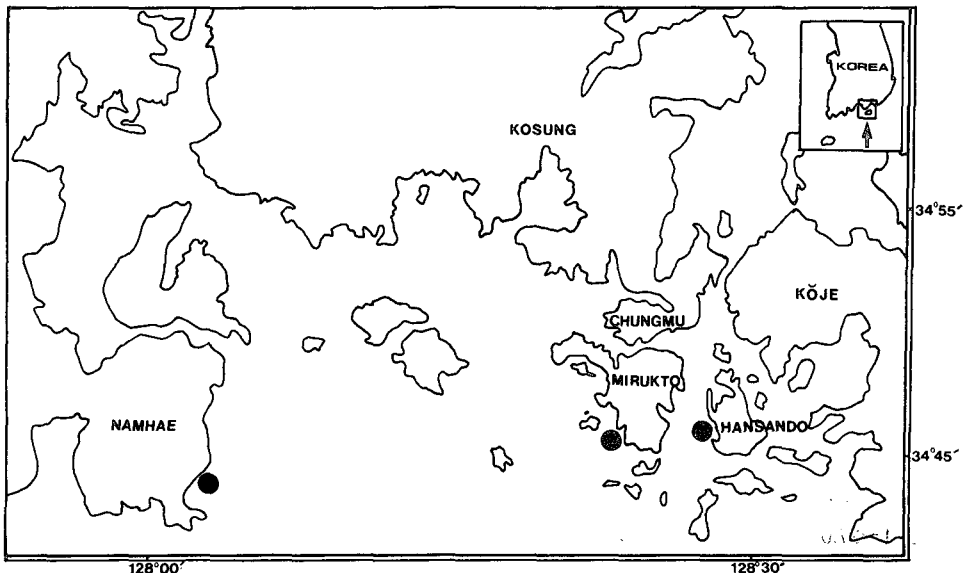 KOREA
KOSUNG
34°55′
KŎJE
CHUNGMU
MIRUKTO
NAMHAE
HANSANDO
34°45′
128°00′
128°30′